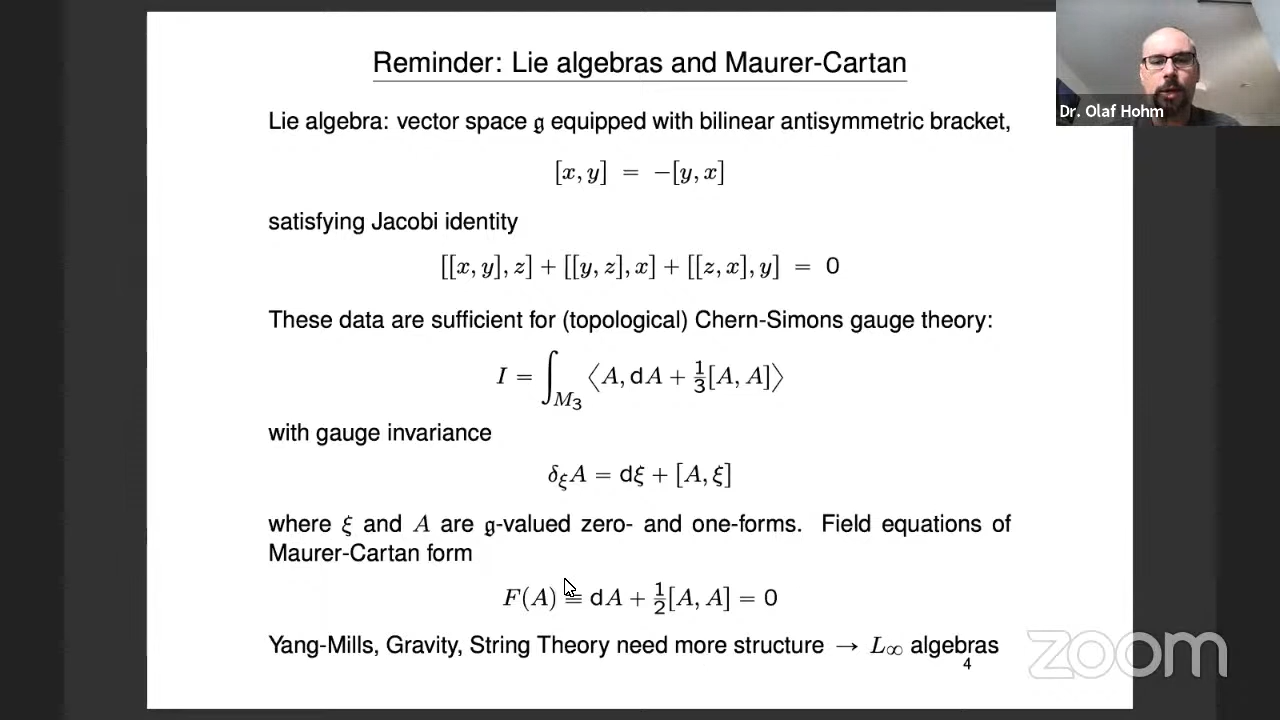 Reminder: Lie algebras and Maurer-Cartan
Dr. Olaf Hohm
Lie algebra: vector space 𝔤 equipped with bilinear antisymmetric bracket,
[x, y] = −[y, x]
satisfying Jacobi identity
[[x, y], z] + [[y, z], x] + [[z, x], y] = 0
These data are sufficient for (topological) Chern-Simons gauge theory:
I = ∫_{M₃} ⟨A, dA + ⅓[A, A]⟩
with gauge invariance
δ_ξ A = dξ + [A, ξ]
where ξ and A are 𝔤-valued zero- and one-forms. Field equations of
Maurer-Cartan form
F(A) ≡ dA + ½[A, A] = 0
Yang-Mills, Gravity, String Theory need more structure → L∞ algebras
4
zoom